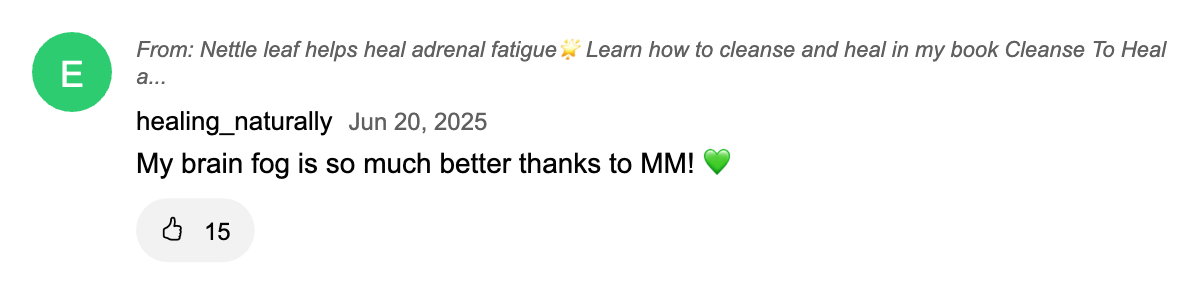 E
From: Nettle leaf helps heal adrenal fatigue🌟 Learn how to cleanse and heal in my book Cleanse To Heal
a...
healing_naturally Jun 20, 2025
My brain fog is so much better thanks to MM! 💚
15